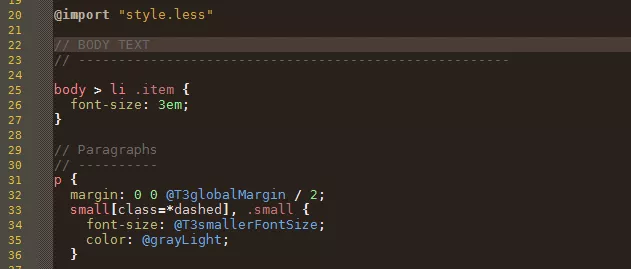 20 @import "style.less"
21
22 // BODY TEXT
23 // ------------------------------------------------------
24
25 body > li .item {
26   font-size: 3em;
27 }
28
29 // Paragraphs
30 // ----------
31 p {
32   margin: 0 0 @T3globalMargin / 2;
33   small[class=*dashed], .small {
34     font-size: @T3smallerFontSize;
35     color: @grayLight;
36   }